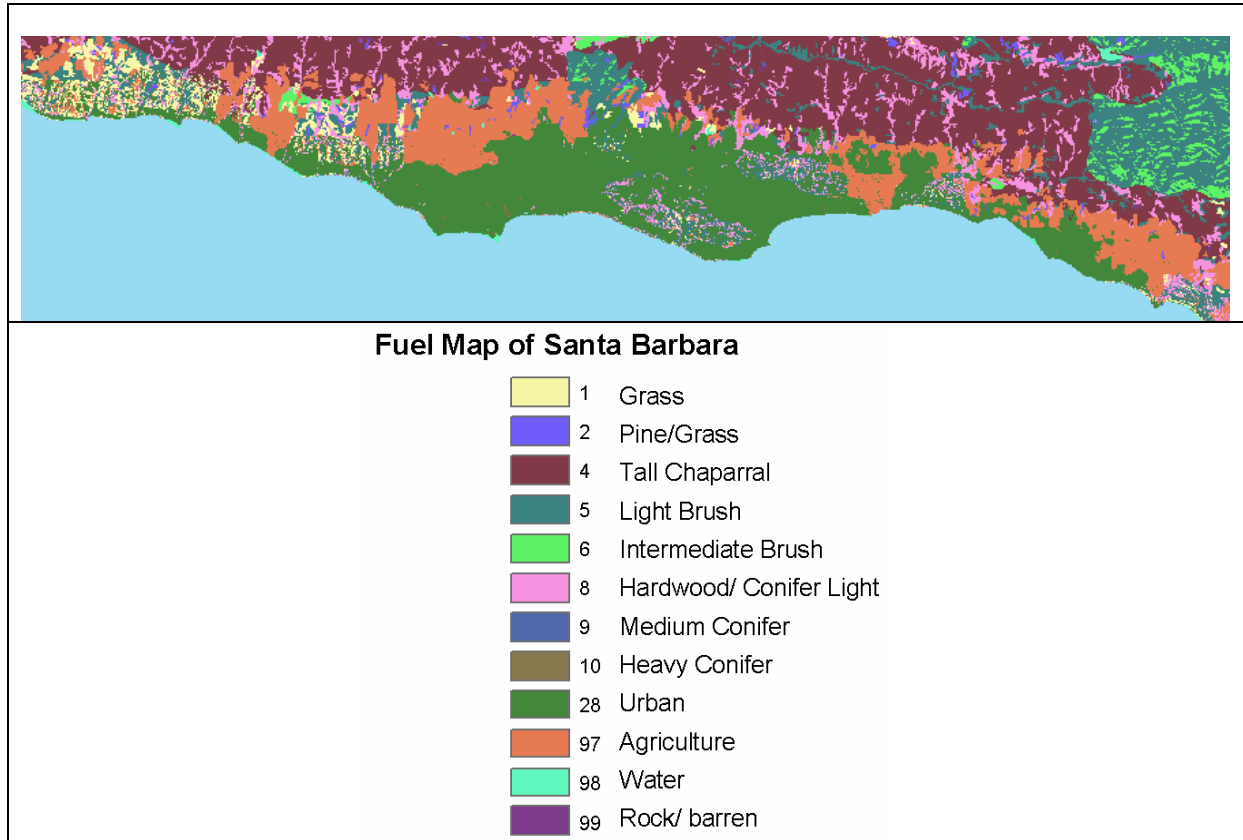 Fuel Map of Santa Barbara
1 Grass
2 Pine/Grass
4 Tall Chaparral
5 Light Brush
6 Intermediate Brush
8 Hardwood/ Conifer Light
9 Medium Conifer
10 Heavy Conifer
28 Urban
97 Agriculture
98 Water
99 Rock/ barren